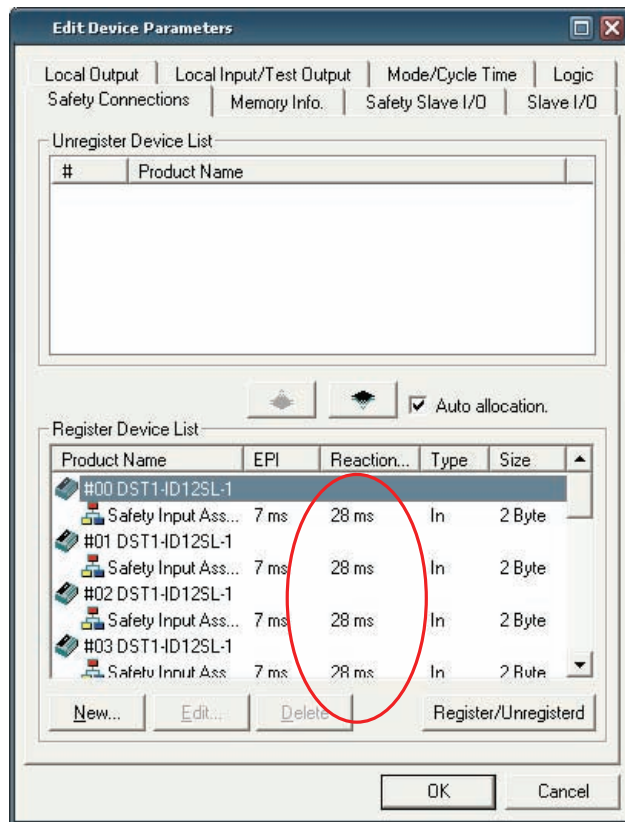 Edit Device Parameters
Local Output | Local Input/Test Output | Mode/Cycle Time | Logic
Safety Connections | Memory Info. | Safety Slave I/O | Slave I/O
Unregister Device List
# Product Name
Auto allocation.
Register Device List
Product Name EPI Reaction... Type Size
#00 DST1-ID12SL-1
Safety Input Ass... 7 ms 28 ms In 2 Byte
#01 DST1-ID12SL-1
Safety Input Ass... 7 ms 28 ms In 2 Byte
#02 DST1-ID12SL-1
Safety Input Ass... 7 ms 28 ms In 2 Byte
#03 DST1-ID12SL-1
Safety Input Ass 7 ms 28 ms In 2 Byte
New... Edit... Delete Register/Unregisterd
OK Cancel